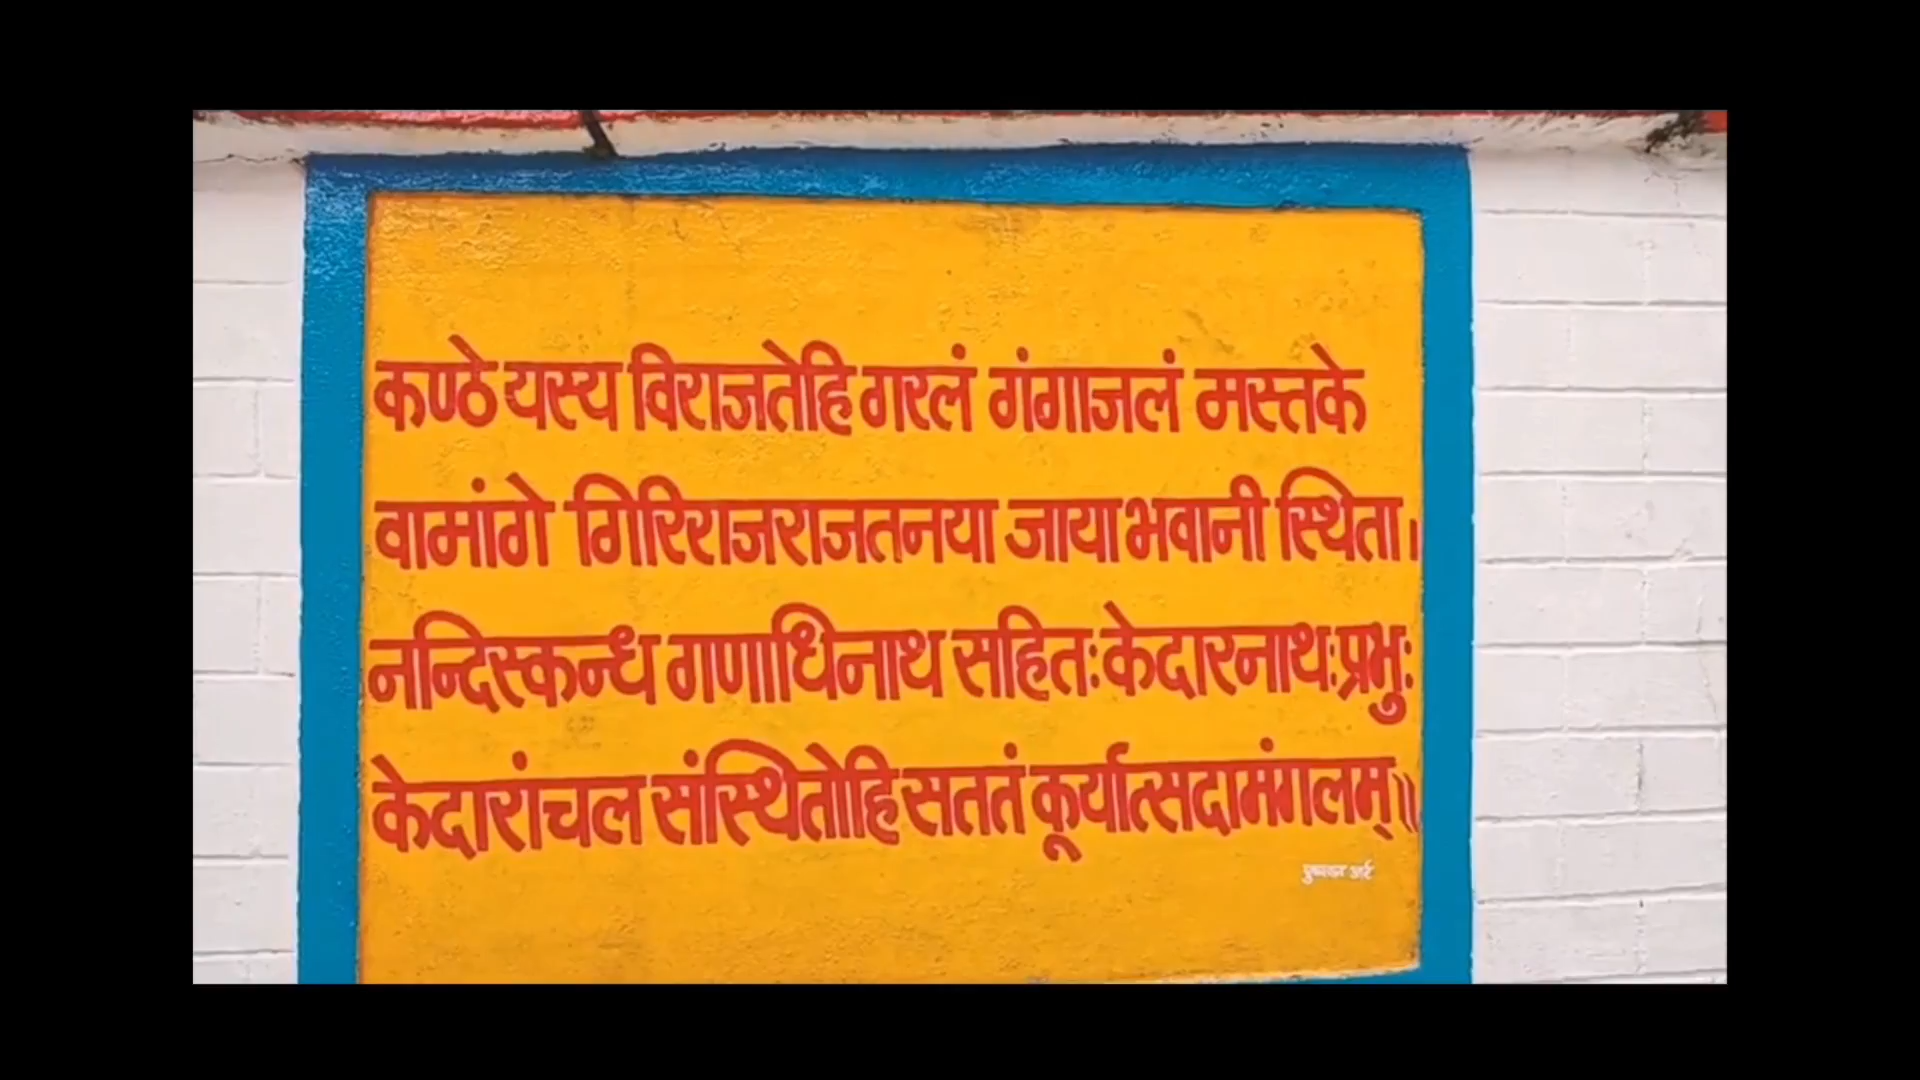 कण्ठे यस्य विराजतेहि गरलं गंगाजलं मस्तके
वामांगे गिरिराजराजतनया जाया भवानी स्थिता।
नन्दिस्कन्ध गणाधिनाथ सहितः केदारनाथः प्रभुः
केदारांचल संस्थितोहि सततं कूर्यात्सदामंगलम्॥
आर्ट